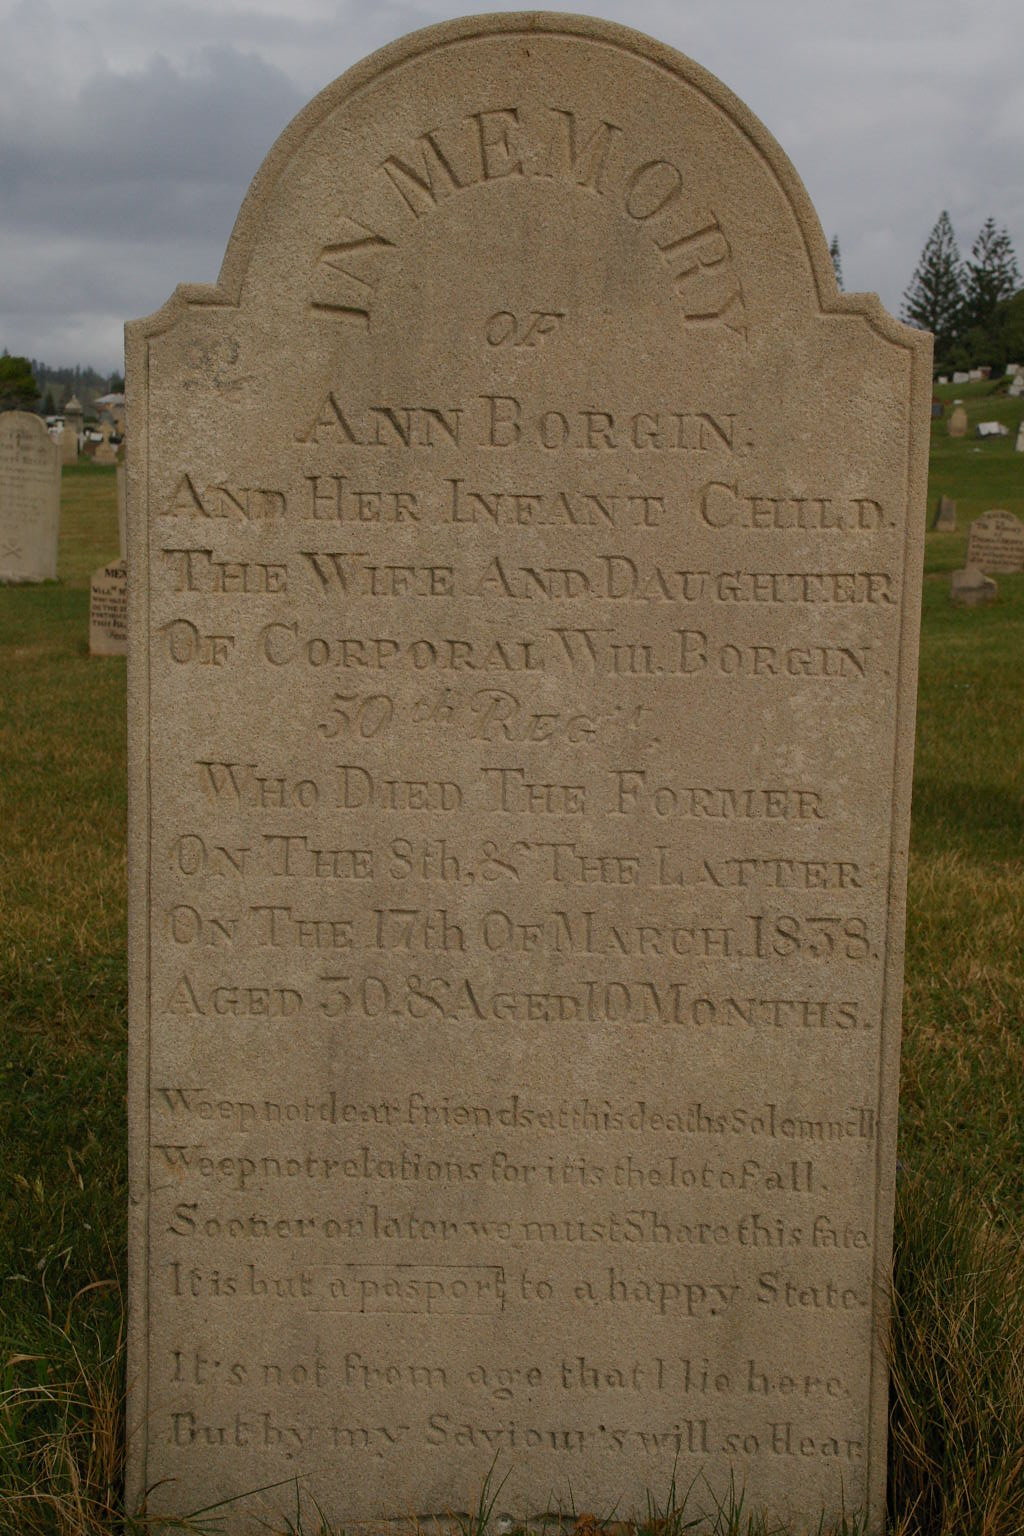 IN MEMORY
OF
ANN BORGIN.
AND HER INFANT CHILD.
THE WIFE AND DAUGHTER
OF CORPORAL Wm. BORGIN.
50th REGt.
WHO DIED THE FORMER
ON THE 8th, & THE LATTER
ON THE 17th OF MARCH, 1838.
AGED 30. & AGED 10 MONTHS.
Weep not dear friends at this deaths Solemn call
Weep not relations for it is the lot of all.
Sooner or later we must Share this fate
It is but a pasport to a happy State.
It's not from age that I lie here.
But by my Saviour's will so Hear